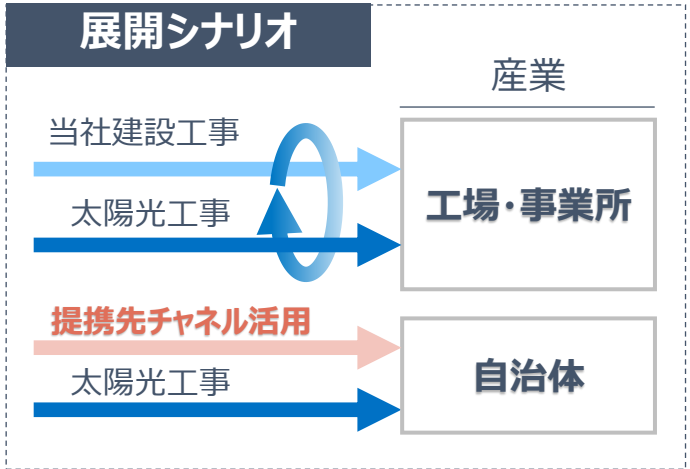 展開シナリオ
産業
当社建設工事
太陽光工事
工場・事業所
提携先チャネル活用
太陽光工事
自治体